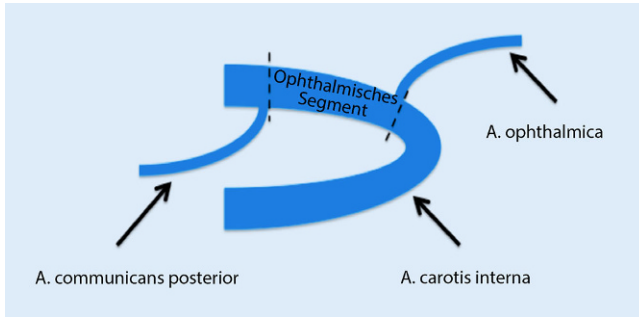 Ophthalmisches
Segment
A. ophthalmica
A. communicans posterior
A. carotis interna